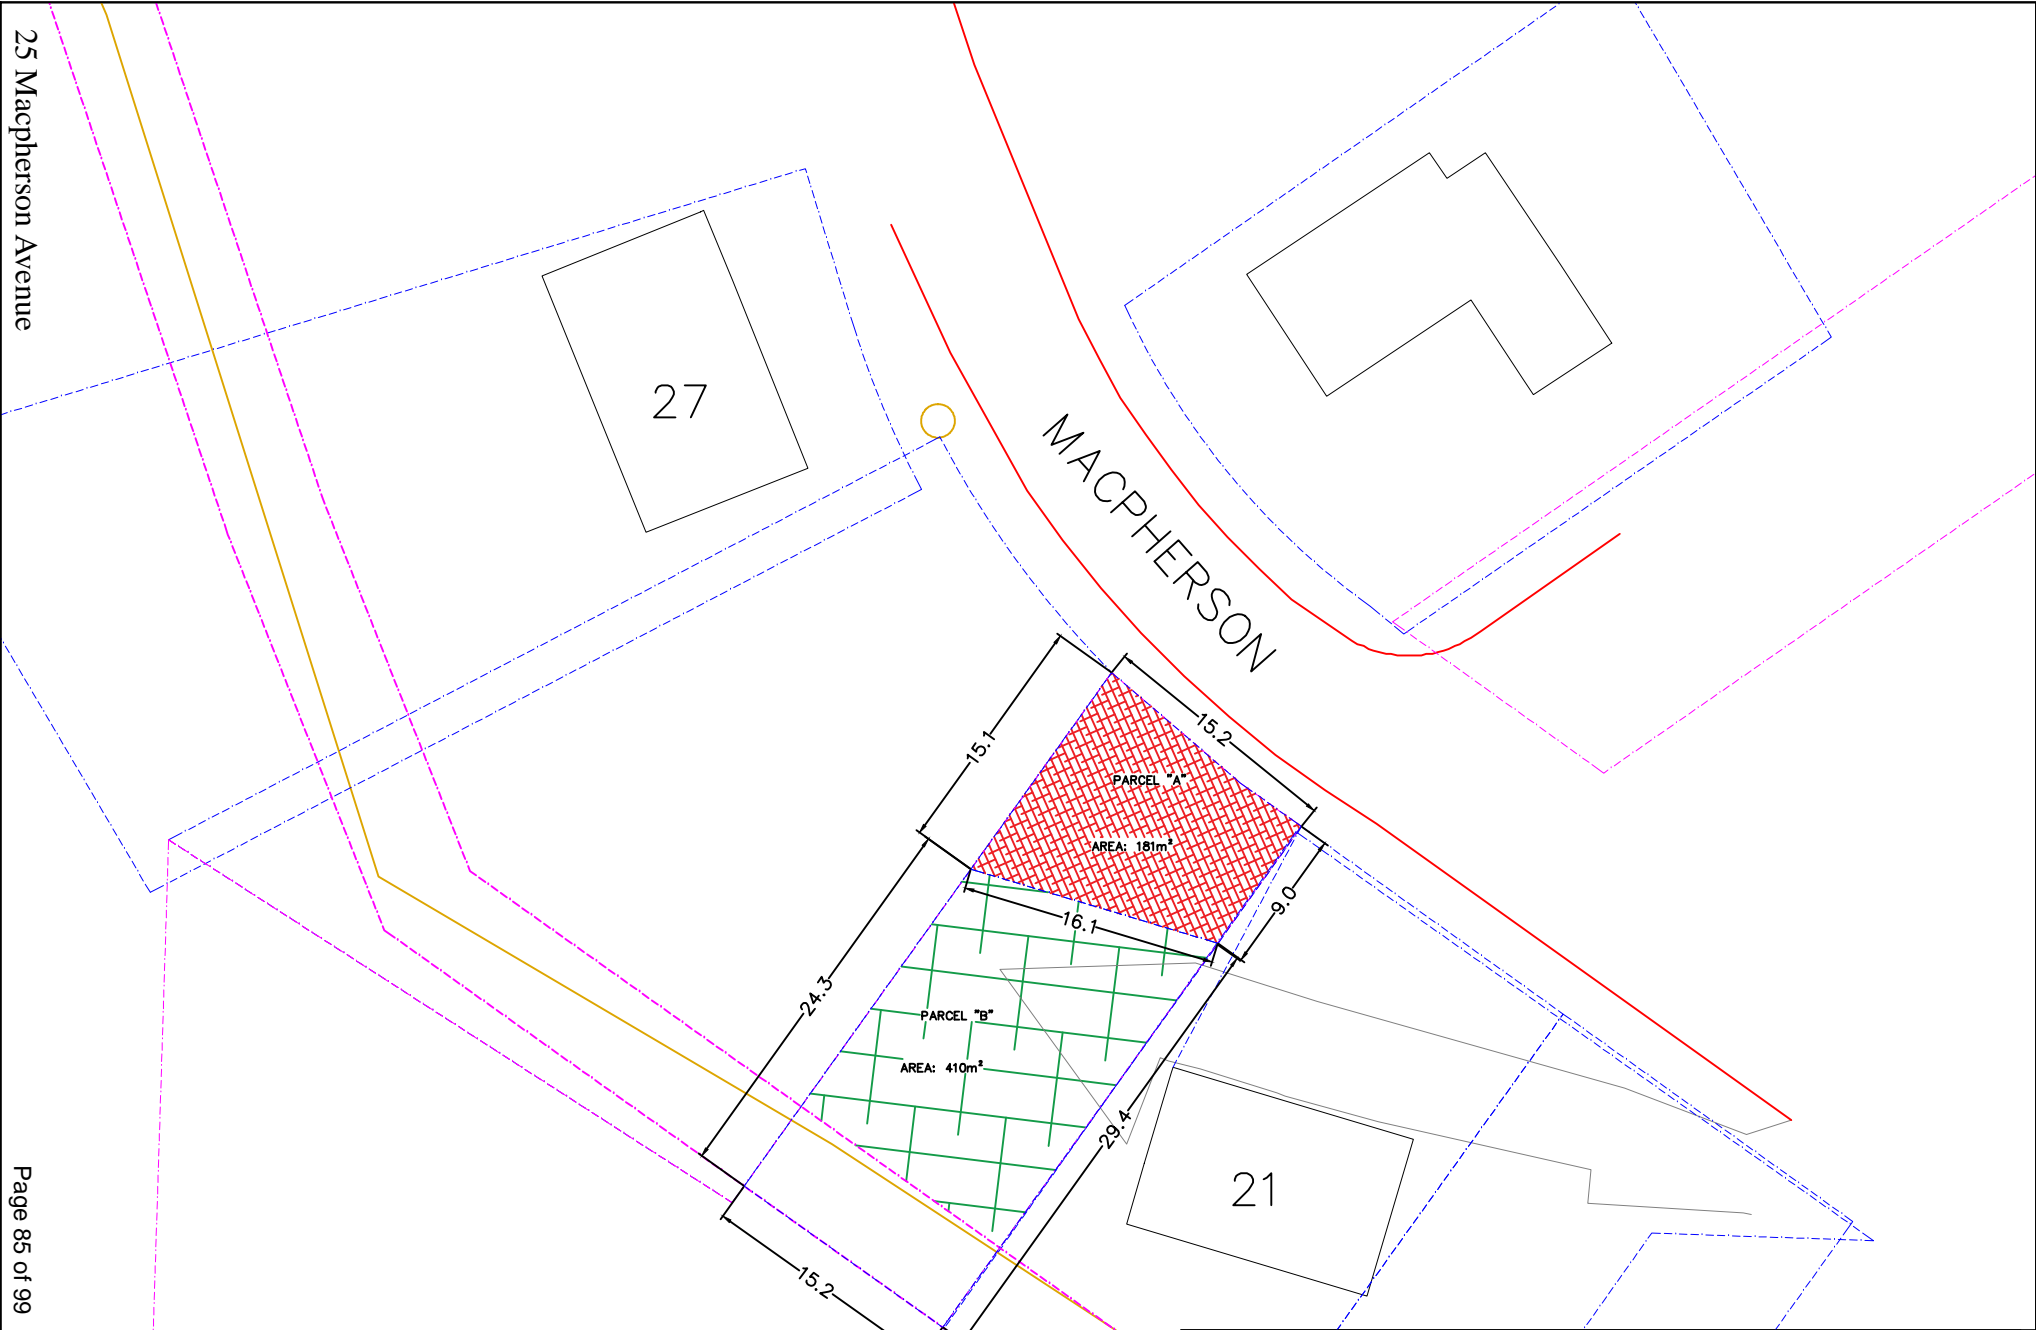 25 Macpherson Avenue
27
MACPHERSON
15.1
15.2
PARCEL "A"
AREA: 181m²
9.0
16.1
24.3
PARCEL "B"
AREA: 410m²
29.4
21
15.2
Page 85 of 99